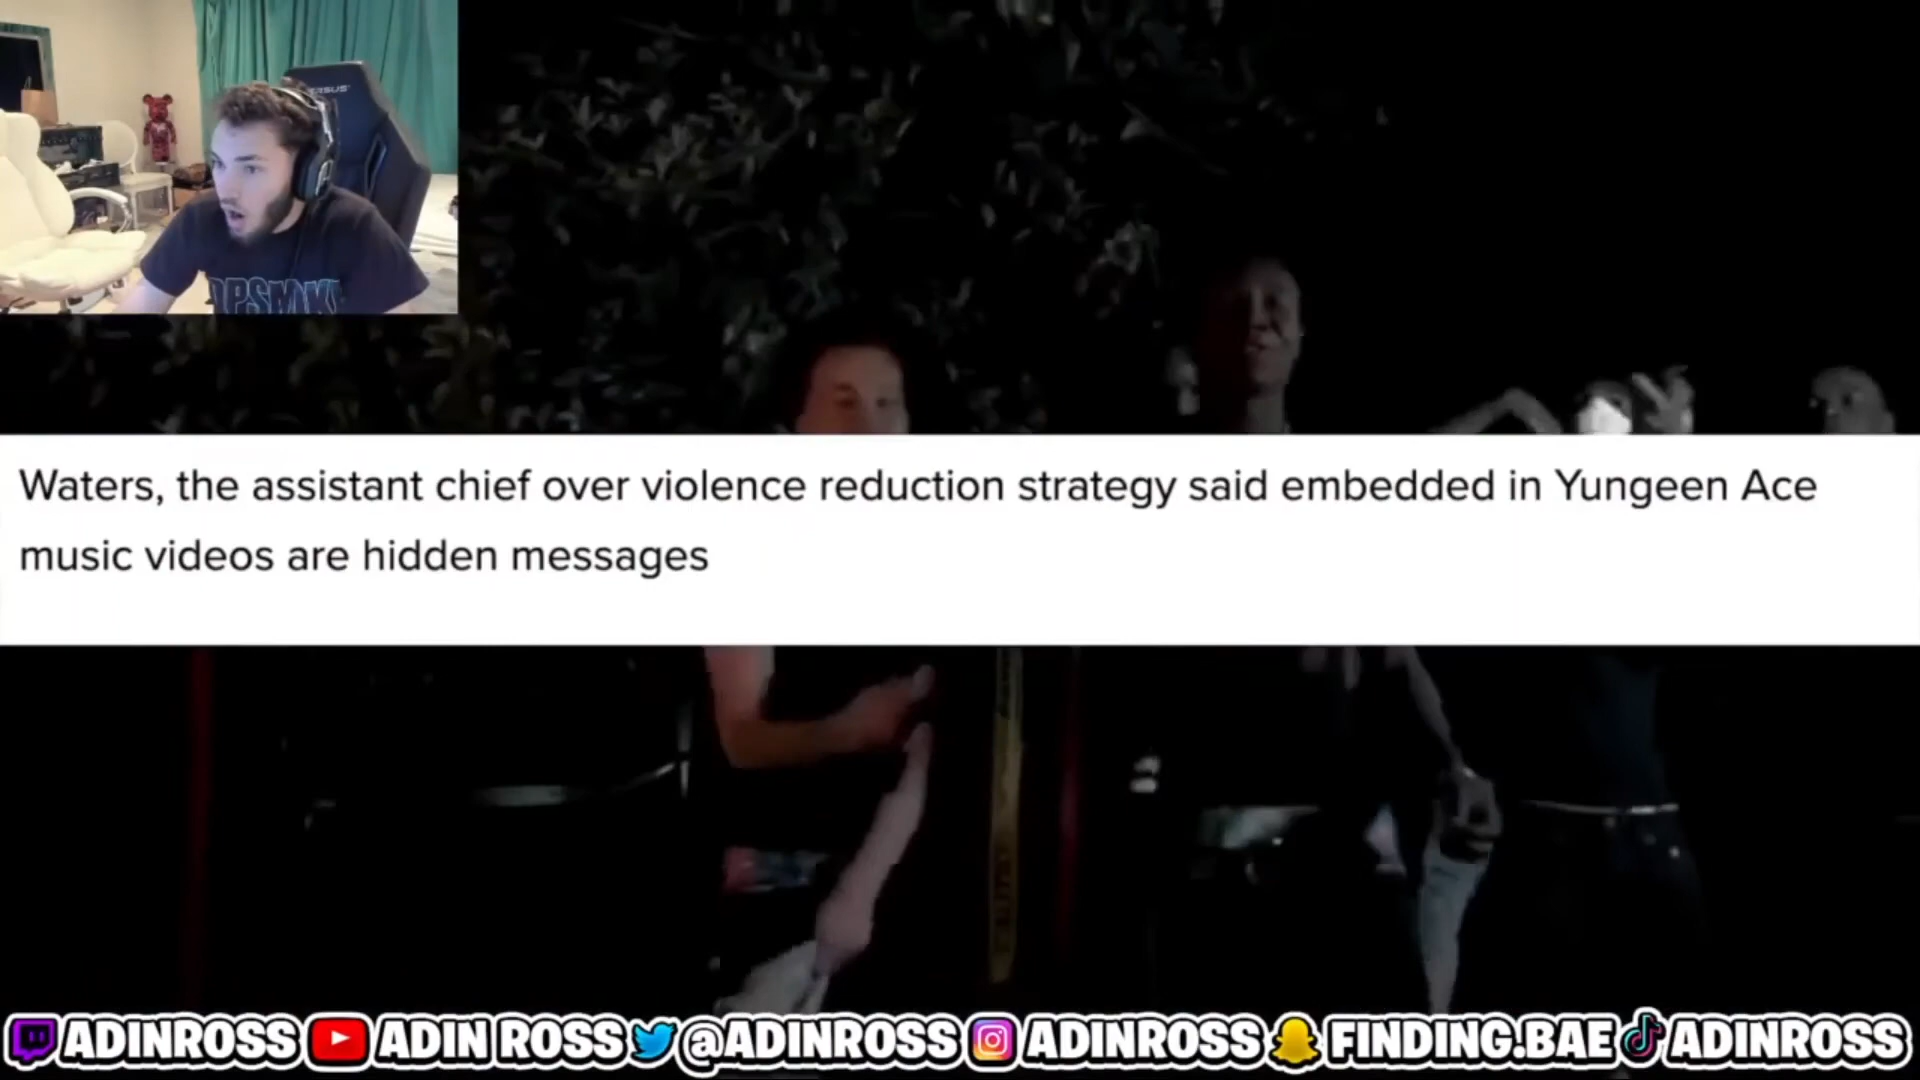 Waters, the assistant chief over violence reduction strategy said embedded in Yungeen Ace
music videos are hidden messages
ADINROSS ADIN ROSS @ADINROSS ADINROSS FINDING.BAE ADINROSS